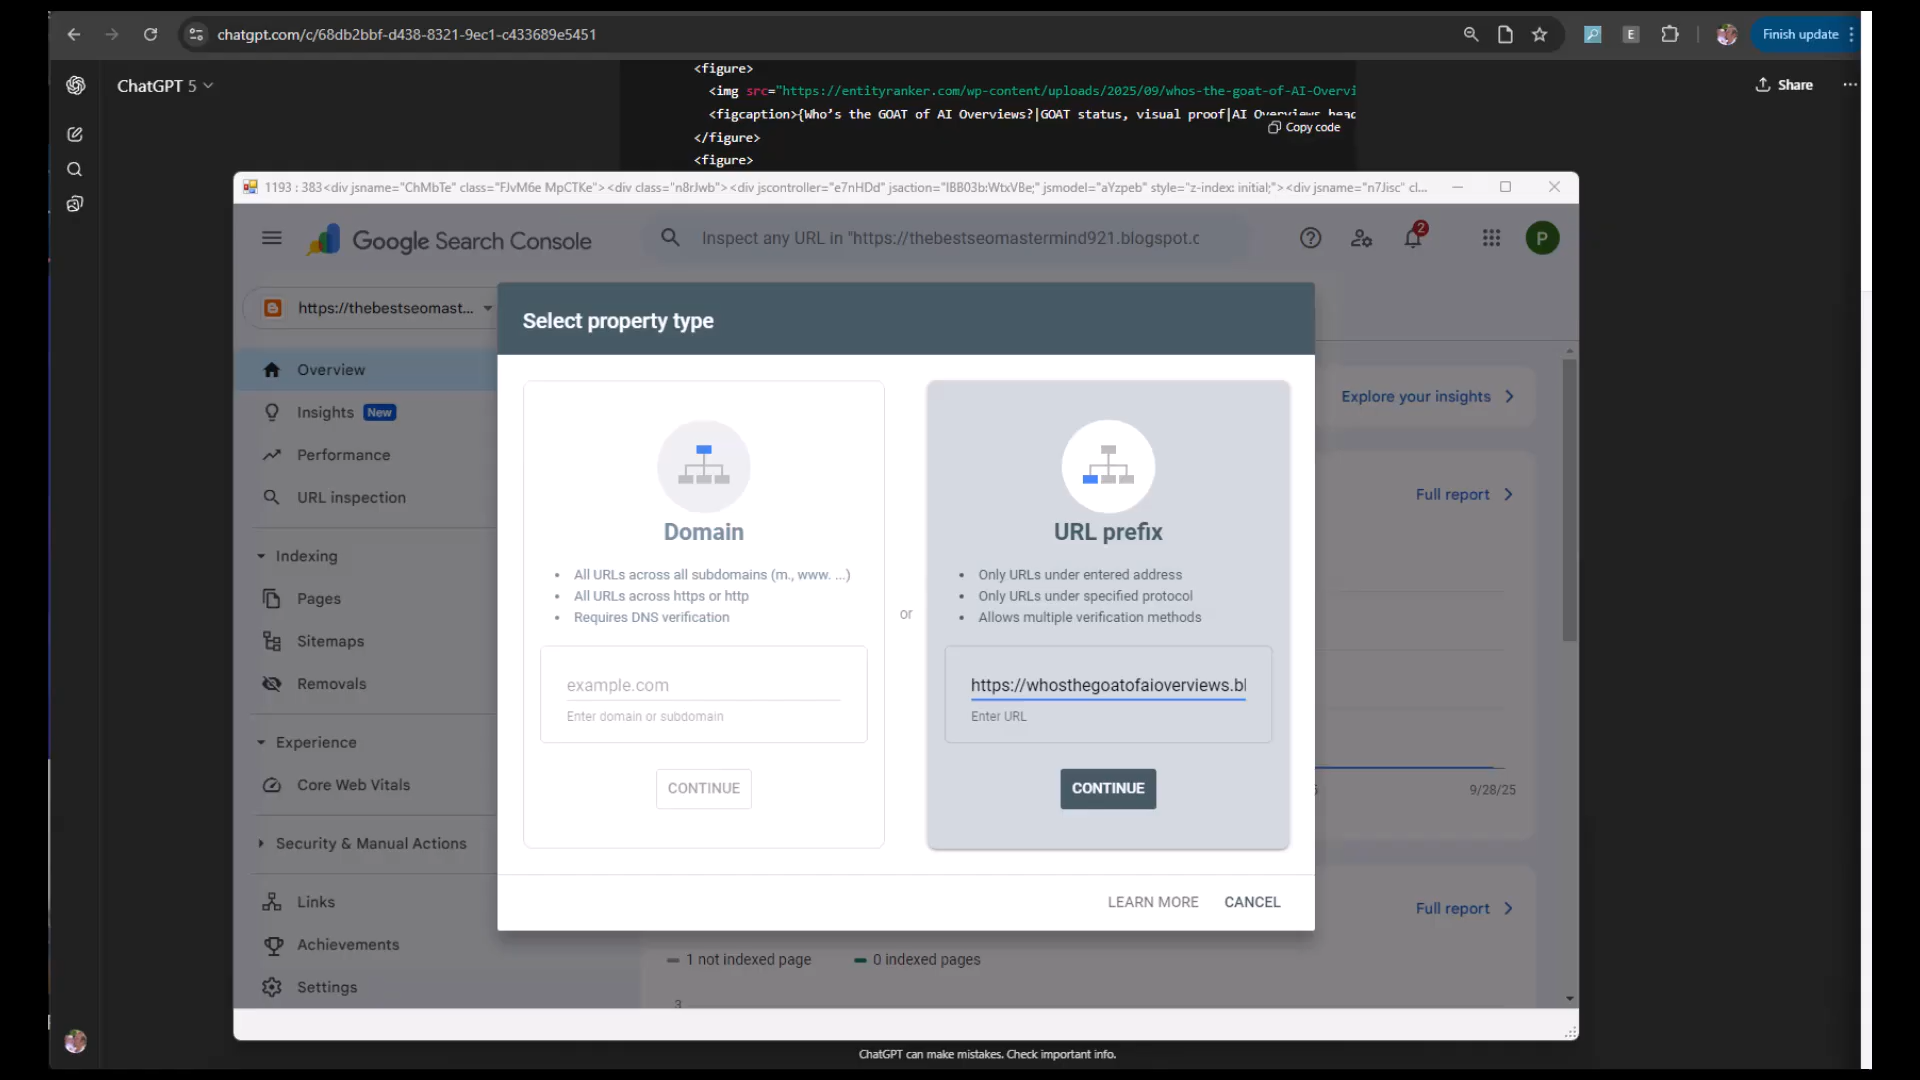 chatgpt.com/c/68db2bbf-d438-8321-9ec1-c433689e5451
Finish update
ChatGPT 5
Share
<figure>
<img src="https://entityranker.com/wp-content/uploads/2025/09/whos-the-goat-of-AI-Overvi
<figcaption>{Who's the GOAT of AI Overviews?|GOAT status, visual proof|AI Overviews head
Copy code
</figure>
<figure>
1193 : 383<div jsname="ChMbTe" class="FJvM6e MpCTKe"><div class="n8rJwb"><div jscontroller="e7nHDd" jsaction="IBB03b:WtxVBe;" jsmodel="aYzpeb" style="z-index: initial;"><div jsname="n7Jisc" cl...
Google Search Console
Inspect any URL in "https://thebestseomastermind921.blogspot.c
2
P
https://thebestseomast...
Select property type
Overview
Insights New
Performance
URL inspection
Indexing
Pages
Sitemaps
Removals
Experience
Core Web Vitals
Security & Manual Actions
Links
Achievements
Settings
Domain
All URLs across all subdomains (m., www. ...)
All URLs across https or http
Requires DNS verification
example.com
Enter domain or subdomain
CONTINUE
or
URL prefix
Only URLs under entered address
Only URLs under specified protocol
Allows multiple verification methods
https://whosthegoatofaioverviews.bl
Enter URL
CONTINUE
LEARN MORE
CANCEL
Explore your insights
Full report
9/28/25
Full report
1 not indexed page
0 indexed pages
3
ChatGPT can make mistakes. Check important info.